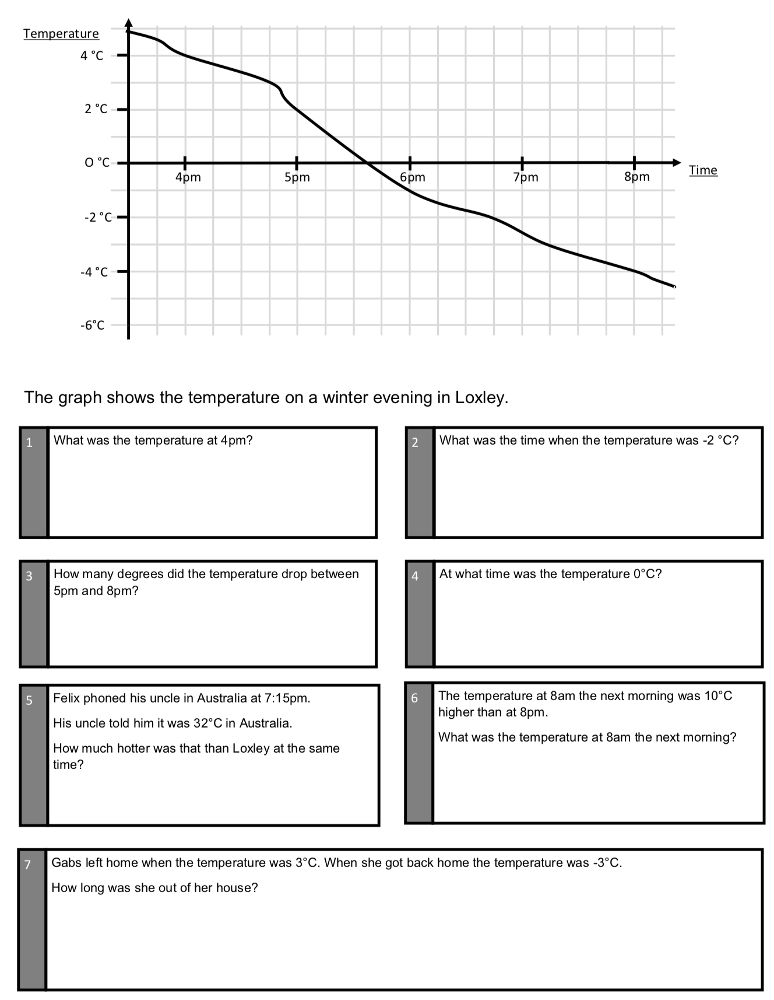 Temperature
4 °C
2 °C
0 °C
-2 °C
-4 °C
-6°C
4pm 5pm 6pm 7pm 8pm
Time
The graph shows the temperature on a winter evening in Loxley.
1
What was the temperature at 4pm?
2
What was the time when the temperature was -2 °C?
3
How many degrees did the temperature drop between
5pm and 8pm?
4
At what time was the temperature 0°C?
5
Felix phoned his uncle in Australia at 7:15pm.
His uncle told him it was 32°C in Australia.
How much hotter was that than Loxley at the same
time?
6
The temperature at 8am the next morning was 10°C
higher than at 8pm.
What was the temperature at 8am the next morning?
7
Gabs left home when the temperature was 3°C. When she got back home the temperature was -3°C.
How long was she out of her house?